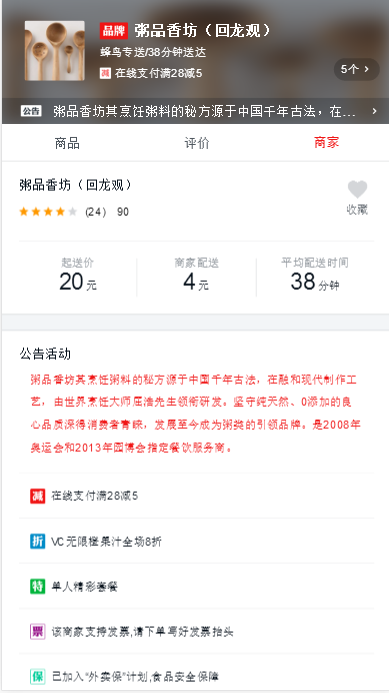 品牌 粥品香坊（回龙观）
蜂鸟专送/38分钟送达
减 在线支付满28减5
5个 >
公告 粥品香坊其烹饪粥料的秘方源于中国千年古法，在... >
商品 评价 商家
粥品香坊（回龙观）
(24) 90
收藏
起送价 商家配送 平均配送时间
20 元 4 元 38 分钟
公告活动
粥品香坊其烹饪粥料的秘方源于中国千年古法，在融和现代制作工
艺，由世界烹饪大师屈浩先生领衔研发。坚守纯天然、0添加的良
心品质深得消费者青睐，发展至今成为粥类的引领品牌。是2008年
奥运会和2013年园博会指定餐饮服务商。
减 在线支付满28减5
折 VC无限橙果汁全场8折
特 单人精彩套餐
票 该商家支持发票,请下单写好发票抬头
保 已加入“外卖保”计划,食品安全保障